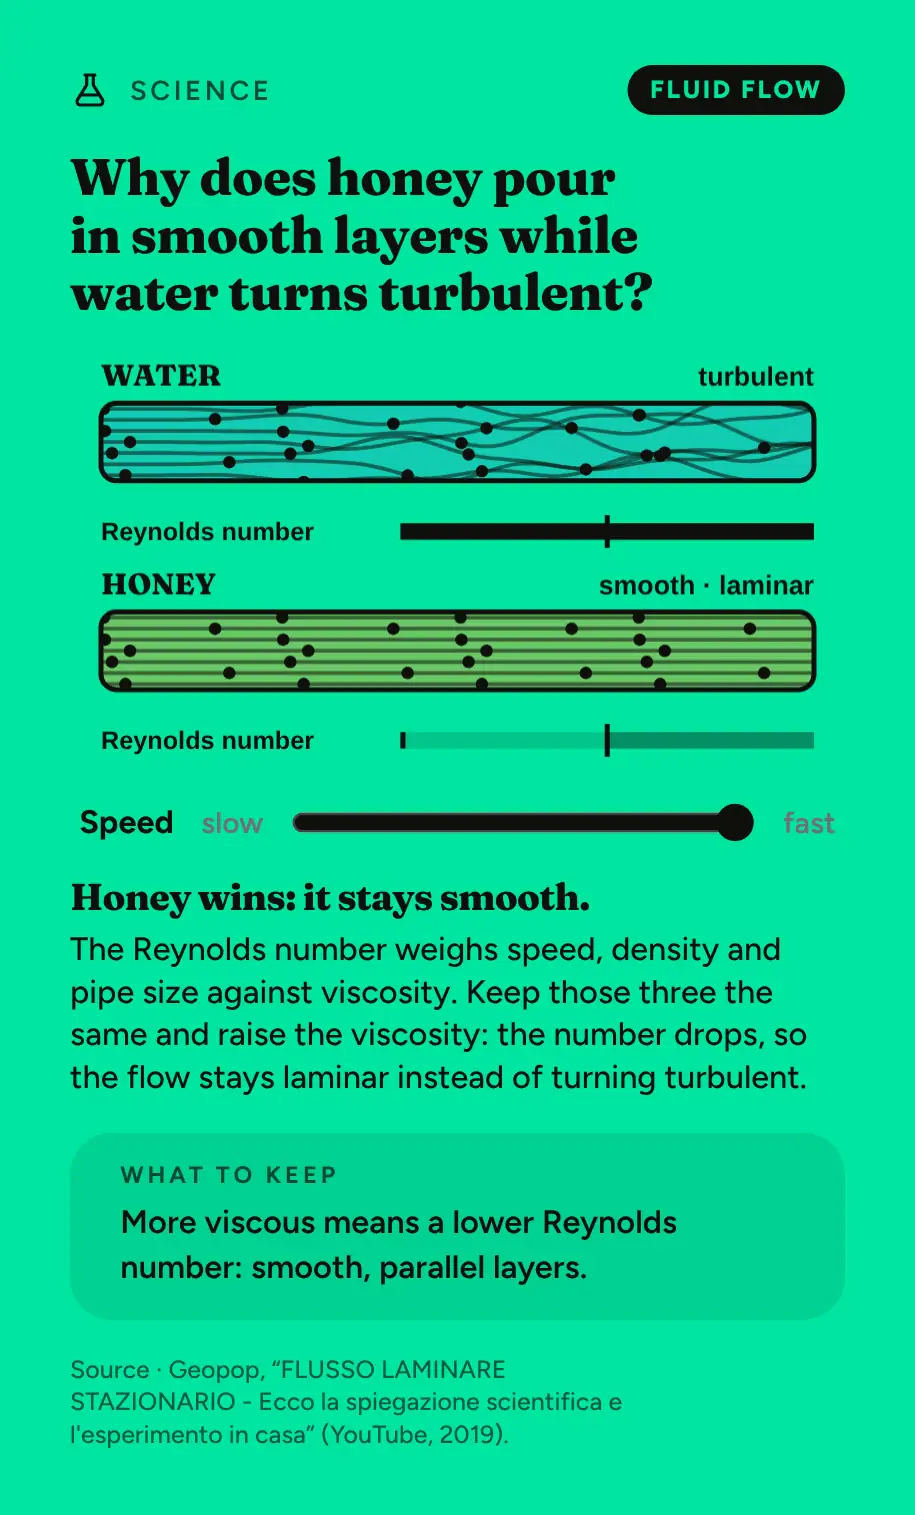 SCIENCE
FLUID FLOW
Why does honey pour
in smooth layers while
water turns turbulent?
WATER
turbulent
Reynolds number
HONEY
smooth · laminar
Reynolds number
Speed
slow
fast
Honey wins: it stays smooth.
The Reynolds number weighs speed, density and
pipe size against viscosity. Keep those three the
same and raise the viscosity: the number drops, so
the flow stays laminar instead of turning turbulent.
WHAT TO KEEP
More viscous means a lower Reynolds
number: smooth, parallel layers.
Source · Geopop, “FLUSSO LAMINARE
STAZIONARIO - Ecco la spiegazione scientifica e
l'esperimento in casa” (YouTube, 2019).